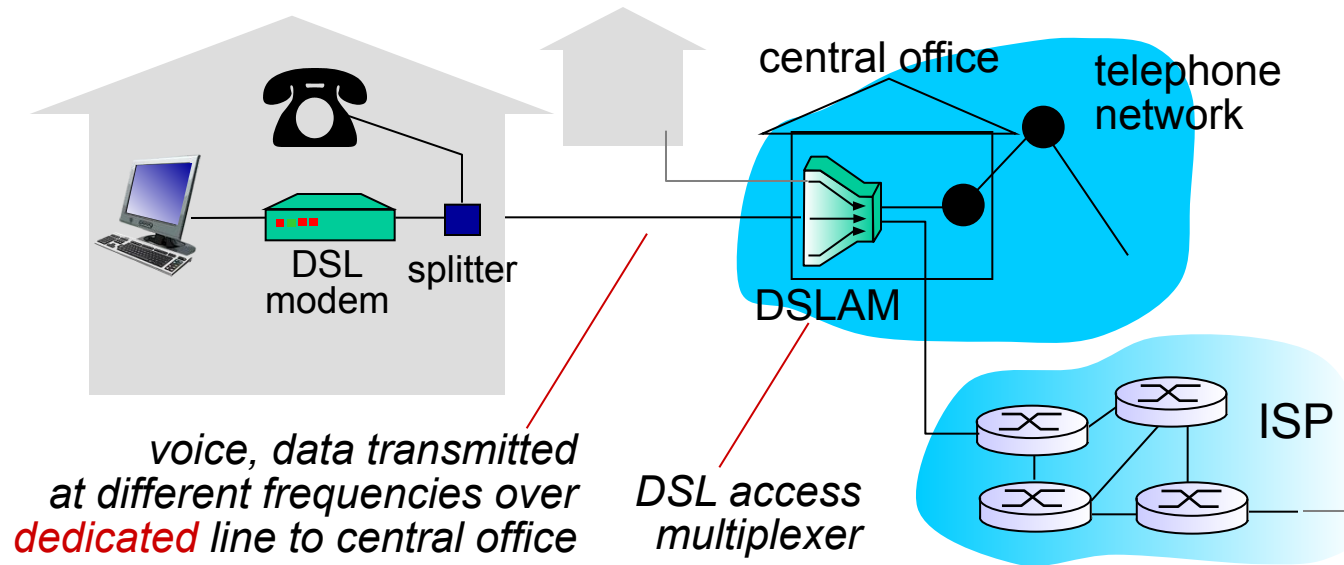 central office
telephone
network
DSL
modem
splitter
DSLAM
ISP
voice, data transmitted
at different frequencies over
dedicated line to central office
DSL access
multiplexer